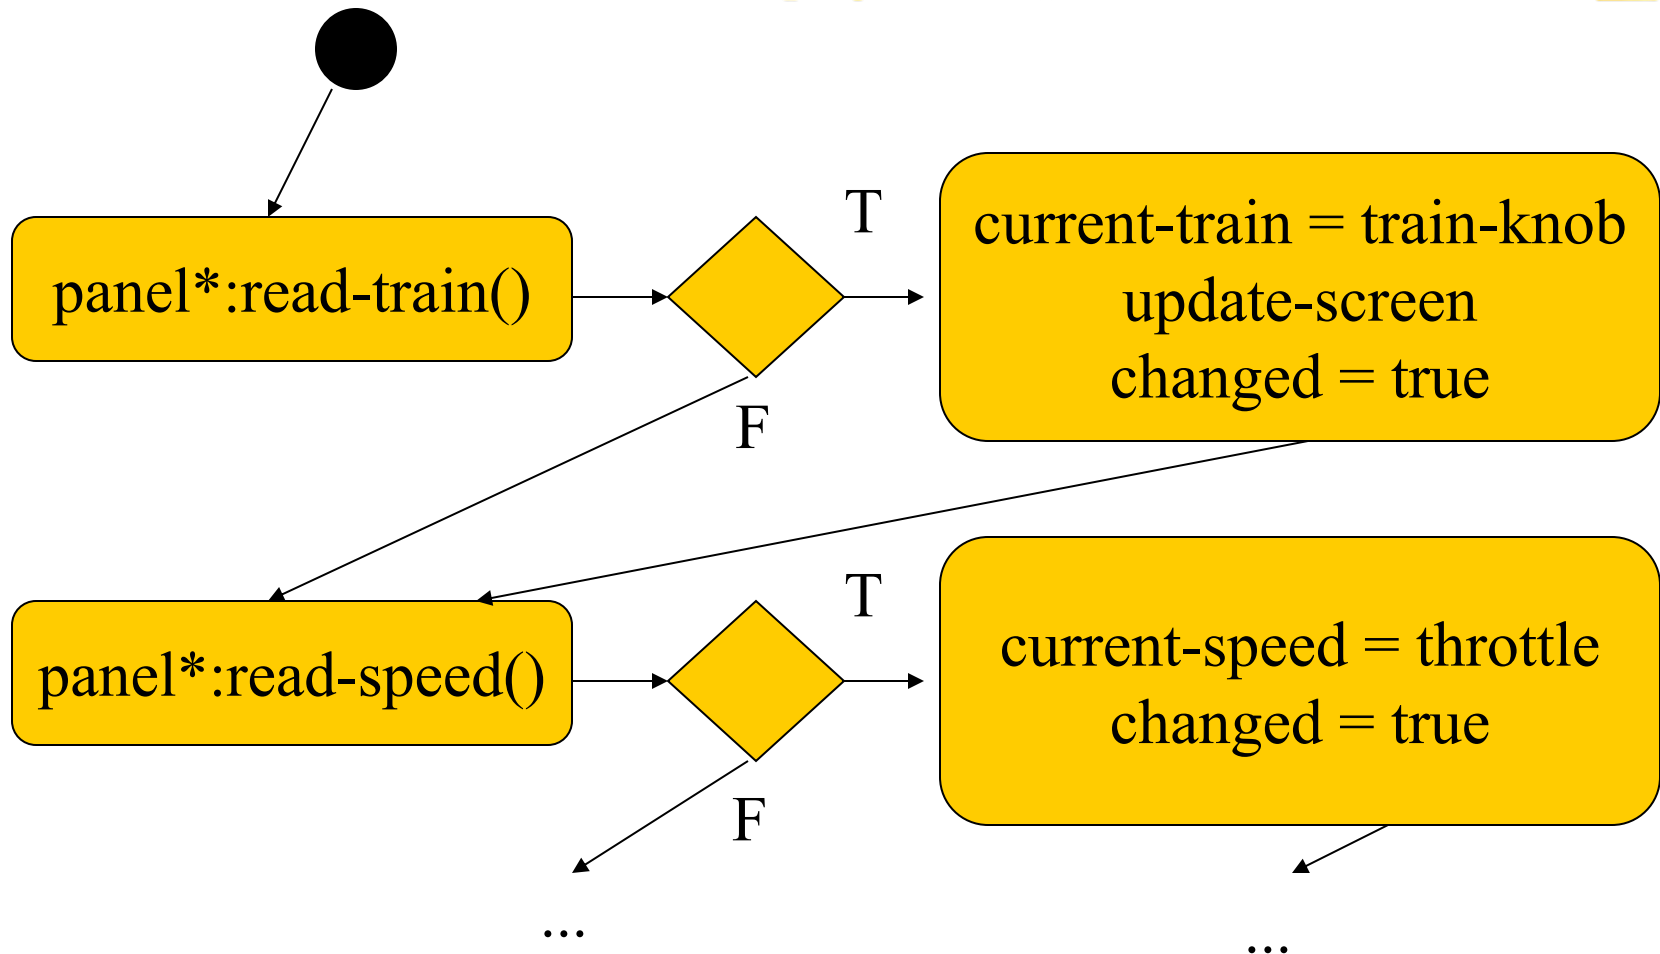 T
panel*:read-train()
current-train = train-knob
update-screen
changed = true
F
T
panel*:read-speed()
current-speed = throttle
changed = true
F
...
...